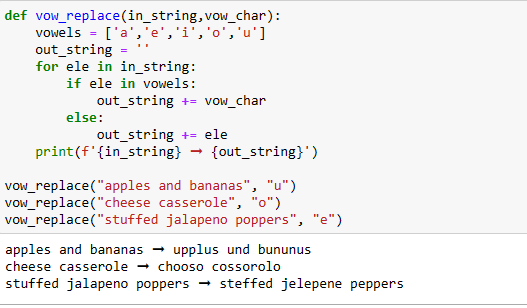 def vow_replace(in_string,vow_char):
    vowels = ['a','e','i','o','u']
    out_string = ''
    for ele in in_string:
        if ele in vowels:
            out_string += vow_char
        else:
            out_string += ele
    print(f'{in_string} → {out_string}')

vow_replace("apples and bananas", "u")
vow_replace("cheese casserole", "o")
vow_replace("stuffed jalapeno poppers", "e")
apples and bananas → upplus und bununus
cheese casserole → chooso cossorolo
stuffed jalapeno poppers → steffed jelepene peppers